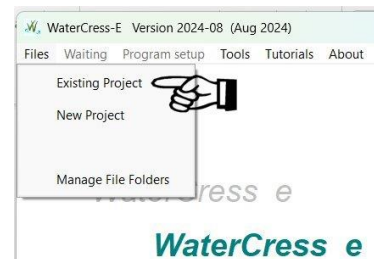 WaterCress-E Version 2024-08 (Aug 2024)
Files Waiting Program setup Tools Tutorials About
Existing Project
New Project
Manage File Folders
WaterCress e
WaterCress e